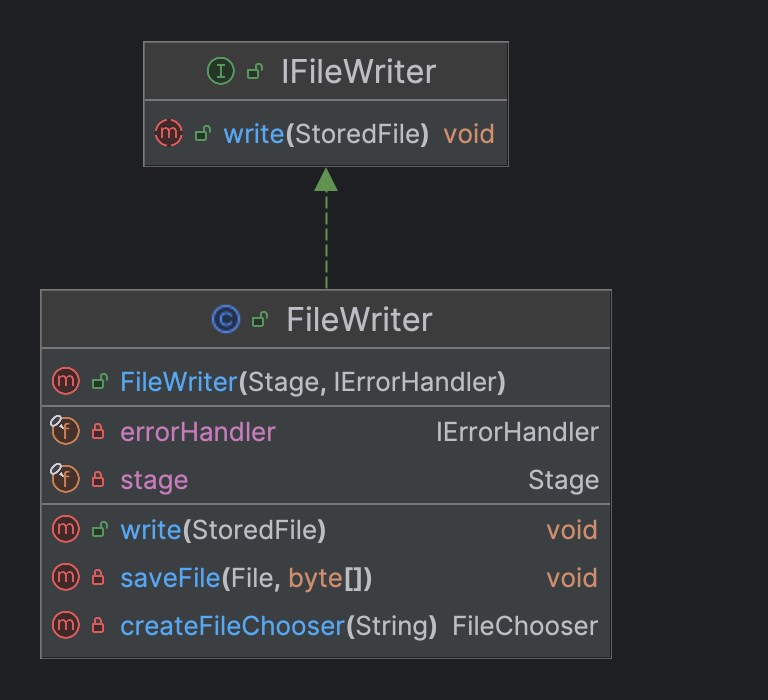 I IFileWriter
m write(StoredFile) void
C FileWriter
m FileWriter(Stage, IErrorHandler)
f errorHandler IErrorHandler
f stage Stage
m write(StoredFile) void
m saveFile(File, byte[]) void
m createFileChooser(String) FileChooser